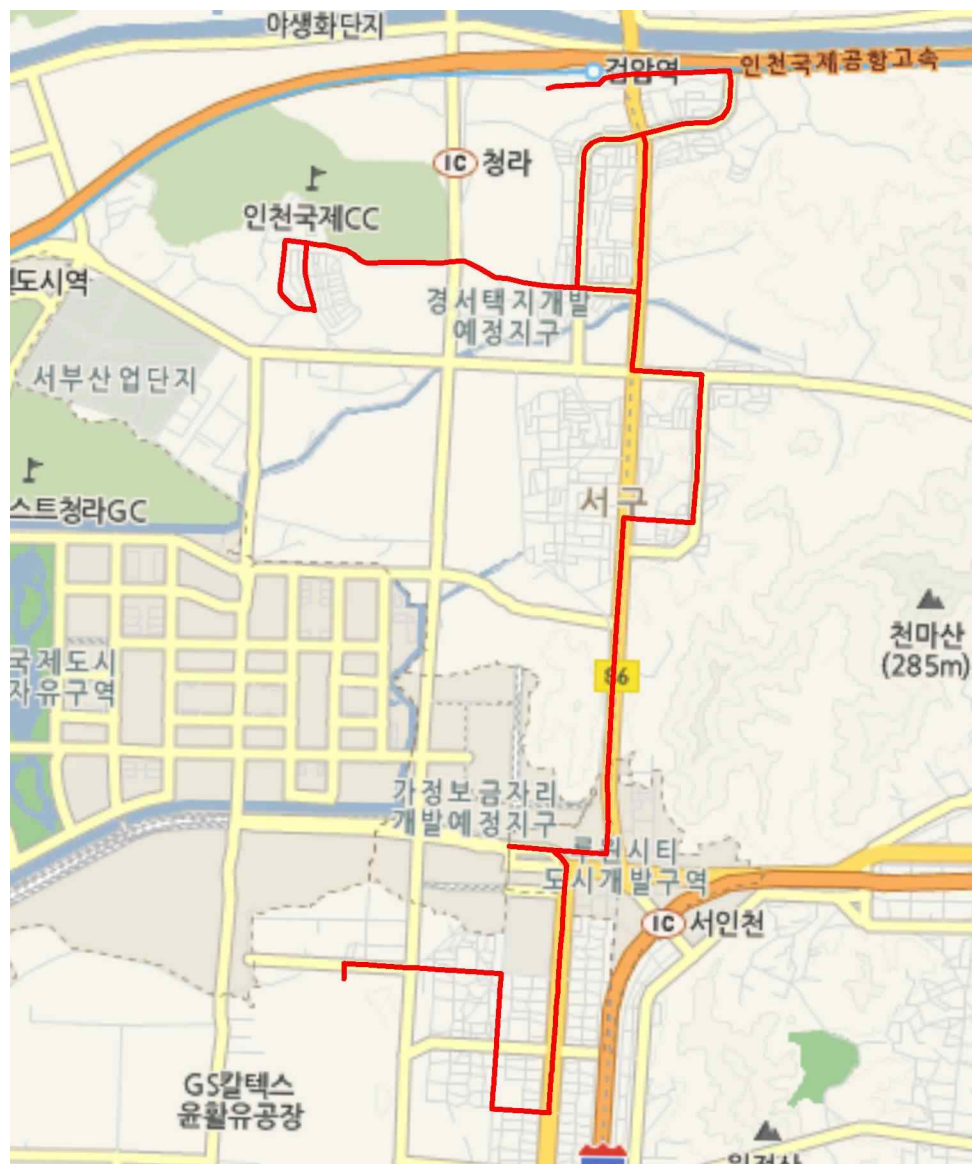 야생화단지
검암역
인천국제공항고속
IC 청라
인천국제CC
도시역
경서택지개발
예정지구
서부산업단지
서구
스트청라GC
천마산
(285m)
국제도시
자유구역
86
가정보금자리
개발예정지구
루원시티
도시개발구역
IC 서인천
GS칼텍스
윤활유공장